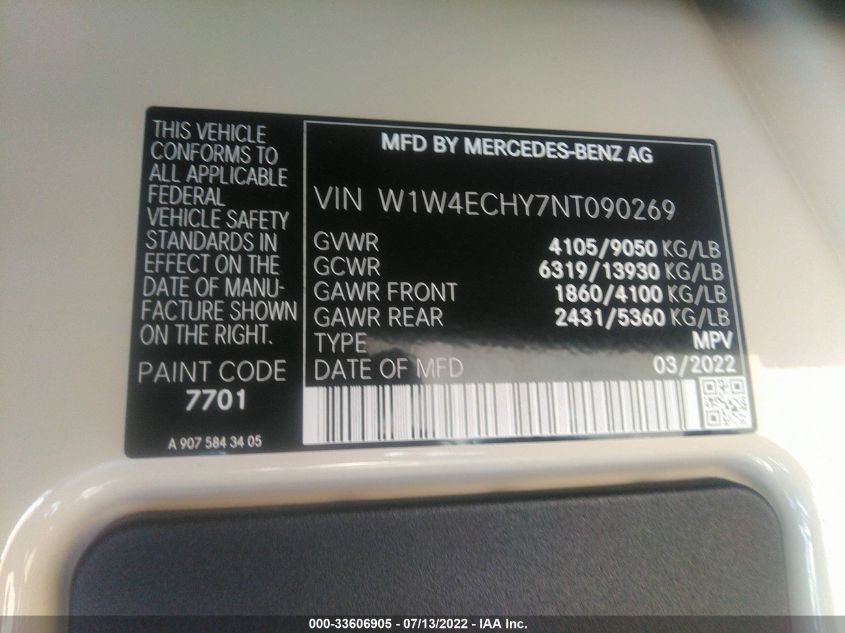 THIS VEHICLE
CONFORMS TO
ALL APPLICABLE
FEDERAL
VEHICLE SAFETY
STANDARDS IN
EFFECT ON THE
DATE OF MANU-
FACTURE SHOWN
ON THE RIGHT.
PAINT CODE
7701
A 907 584 34 05
MFD BY MERCEDES-BENZ AG
VIN W1W4ECHY7NT090269
GVWR 4105/9050 KG/LB
GCWR 6319/13930 KG/LB
GAWR FRONT 1860/4100 KG/LB
GAWR REAR 2431/5360 KG/LB
TYPE MPV
DATE OF MFD 03/2022
000-33606905 - 07/13/2022 - IAA Inc.